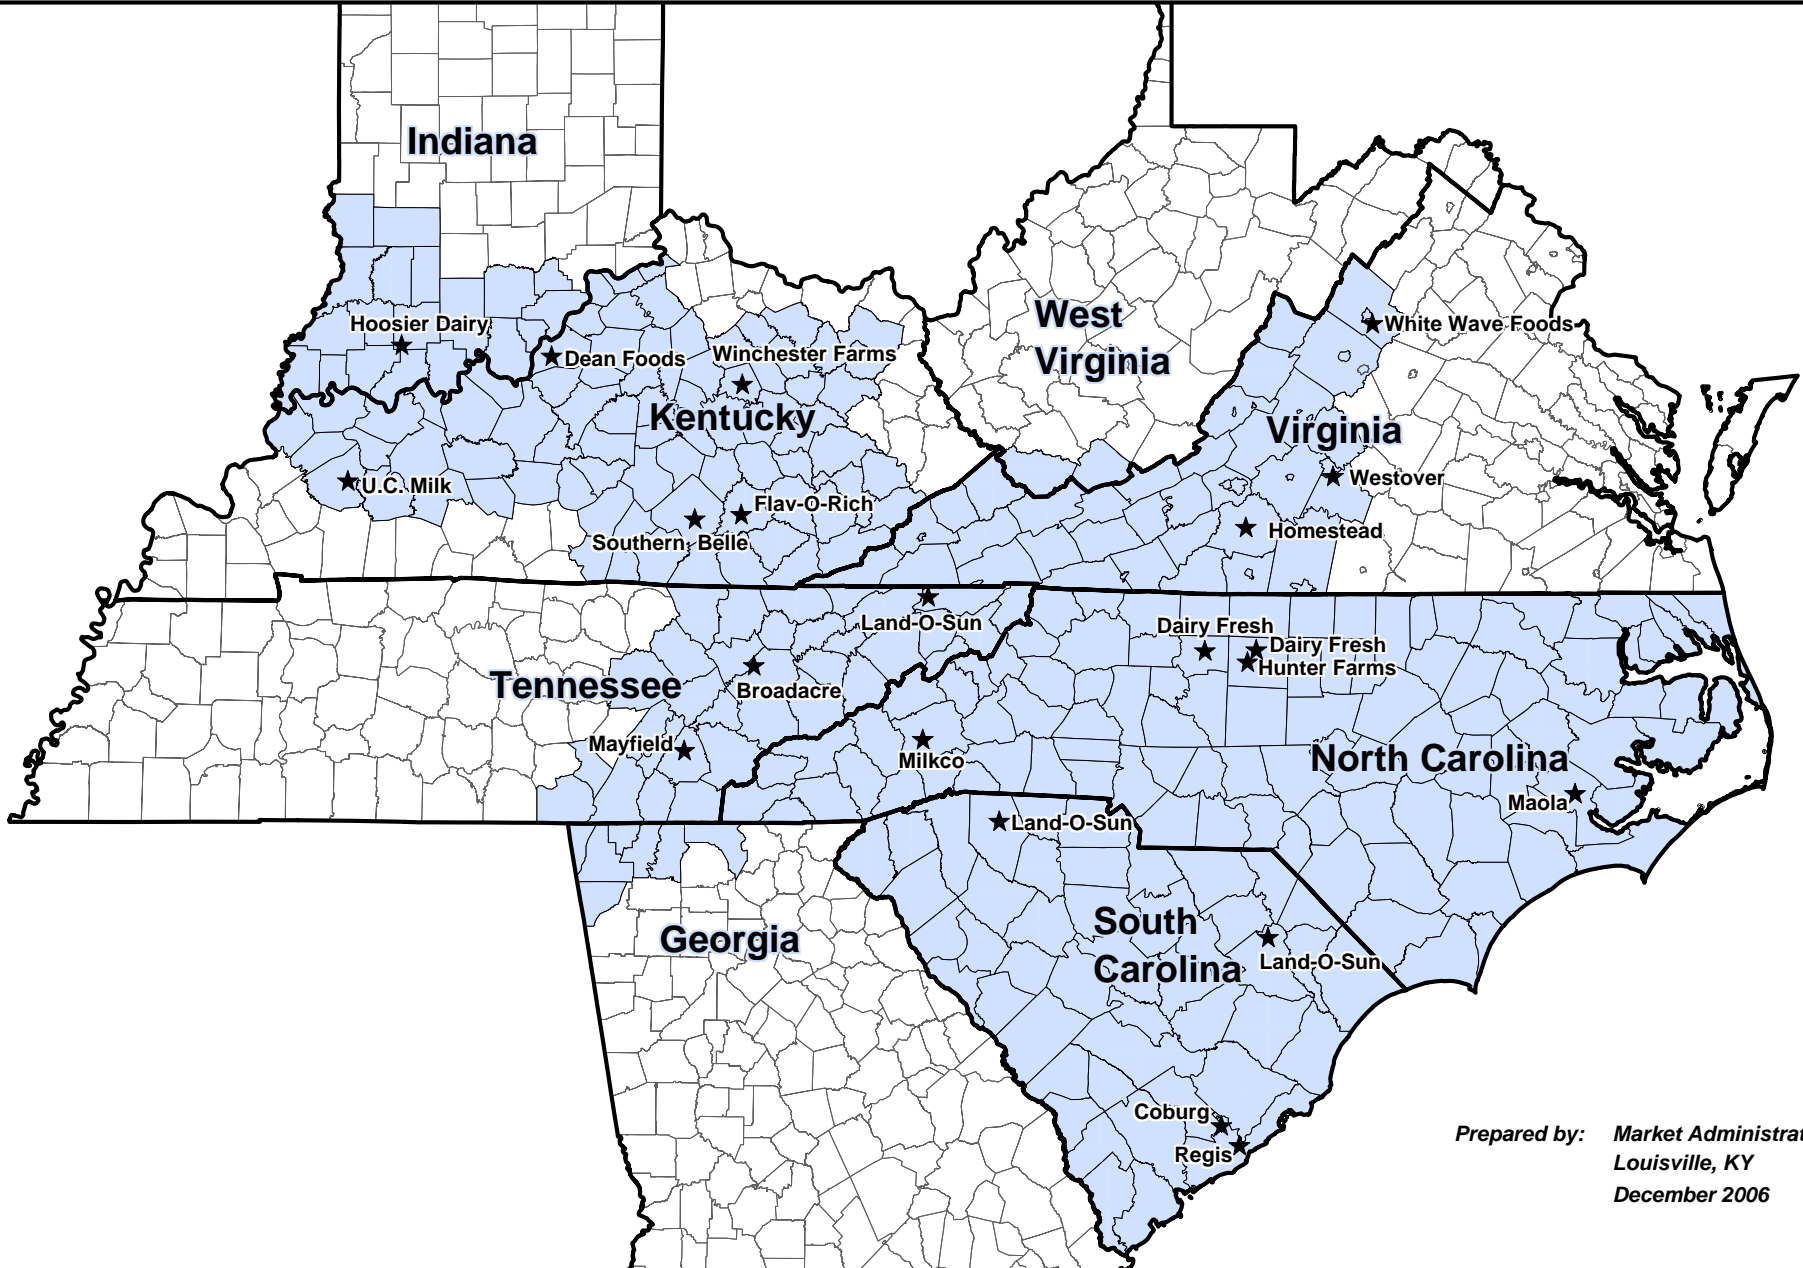 Indiana
West
Virginia
Hoosier Dairy
Dean Foods
Winchester Farms
White Wave Foods
Kentucky
Virginia
U.C. Milk
Flav-O-Rich
Westover
Southern Belle
Homestead
Land-O-Sun
Dairy Fresh
Dairy Fresh
Hunter Farms
Tennessee
Broadacre
Mayfield
Milkco
North Carolina
Maola
Land-O-Sun
South
Carolina
Georgia
Land-O-Sun
Coburg
Regis
Prepared by: Market Administrat
Louisville, KY
December 2006